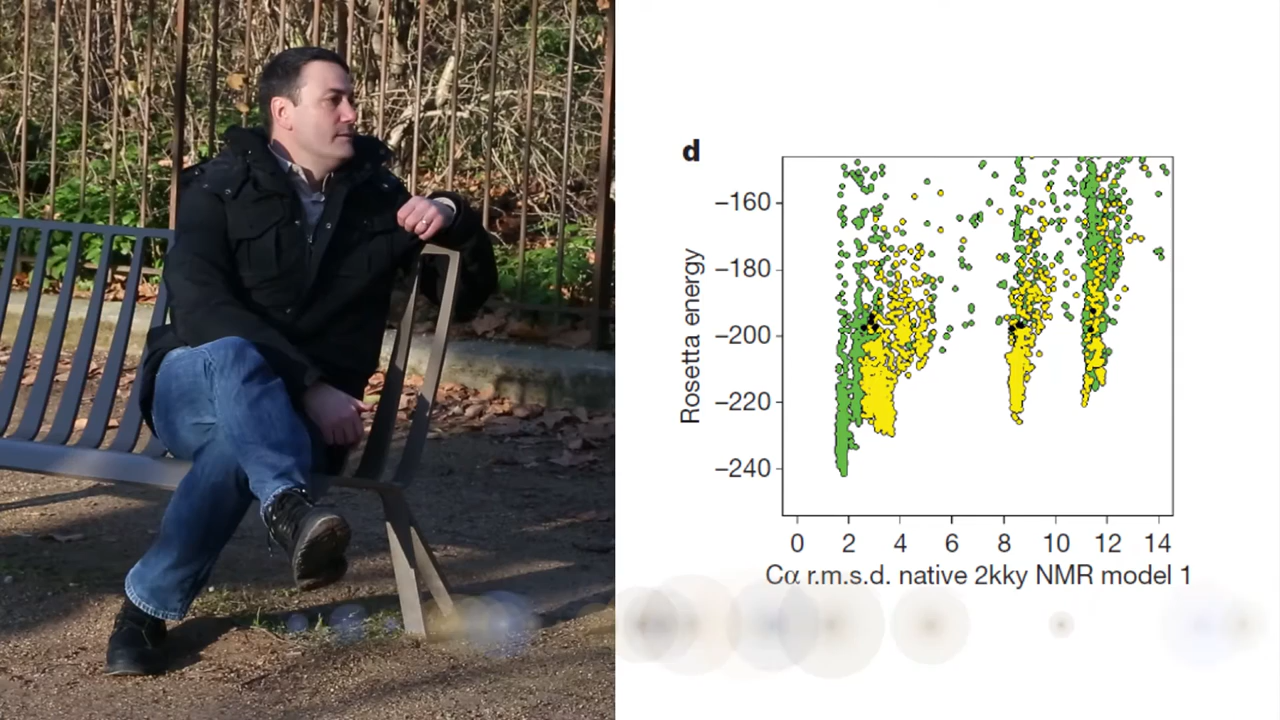 d
Rosetta energy
−160
−180
−200
−220
−240
0 2 4 6 8 10 12 14
Cα r.m.s.d. native 2kky NMR model 1